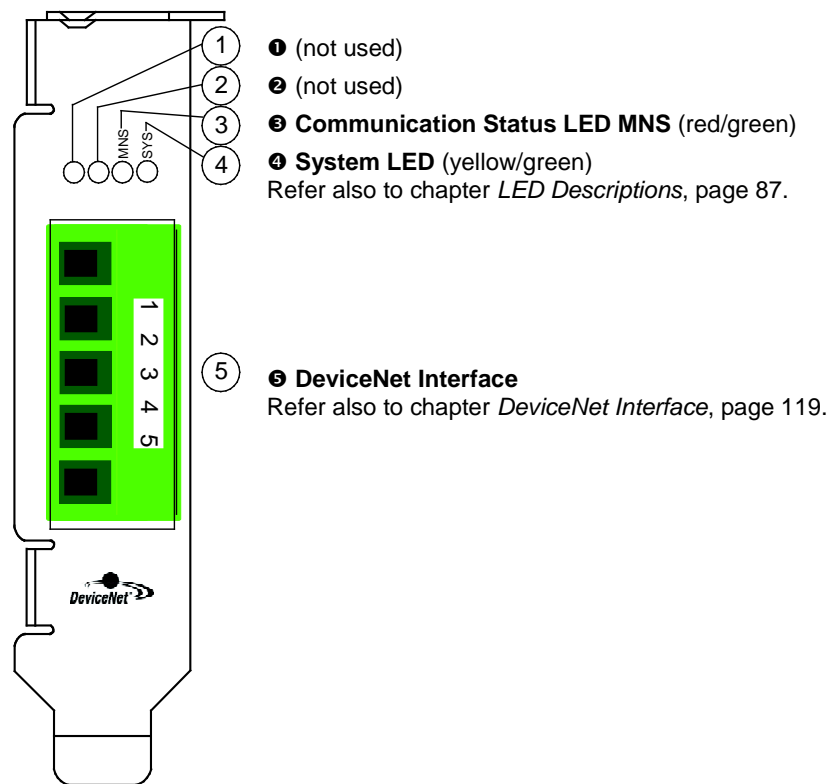 1
2
3
4
MNS
SYS
❶ (not used)
❷ (not used)
❸ Communication Status LED MNS (red/green)
❹ System LED (yellow/green)
Refer also to chapter LED Descriptions, page 87.
1 2 3 4 5
5
❺ DeviceNet Interface
Refer also to chapter DeviceNet Interface, page 119.
DeviceNet